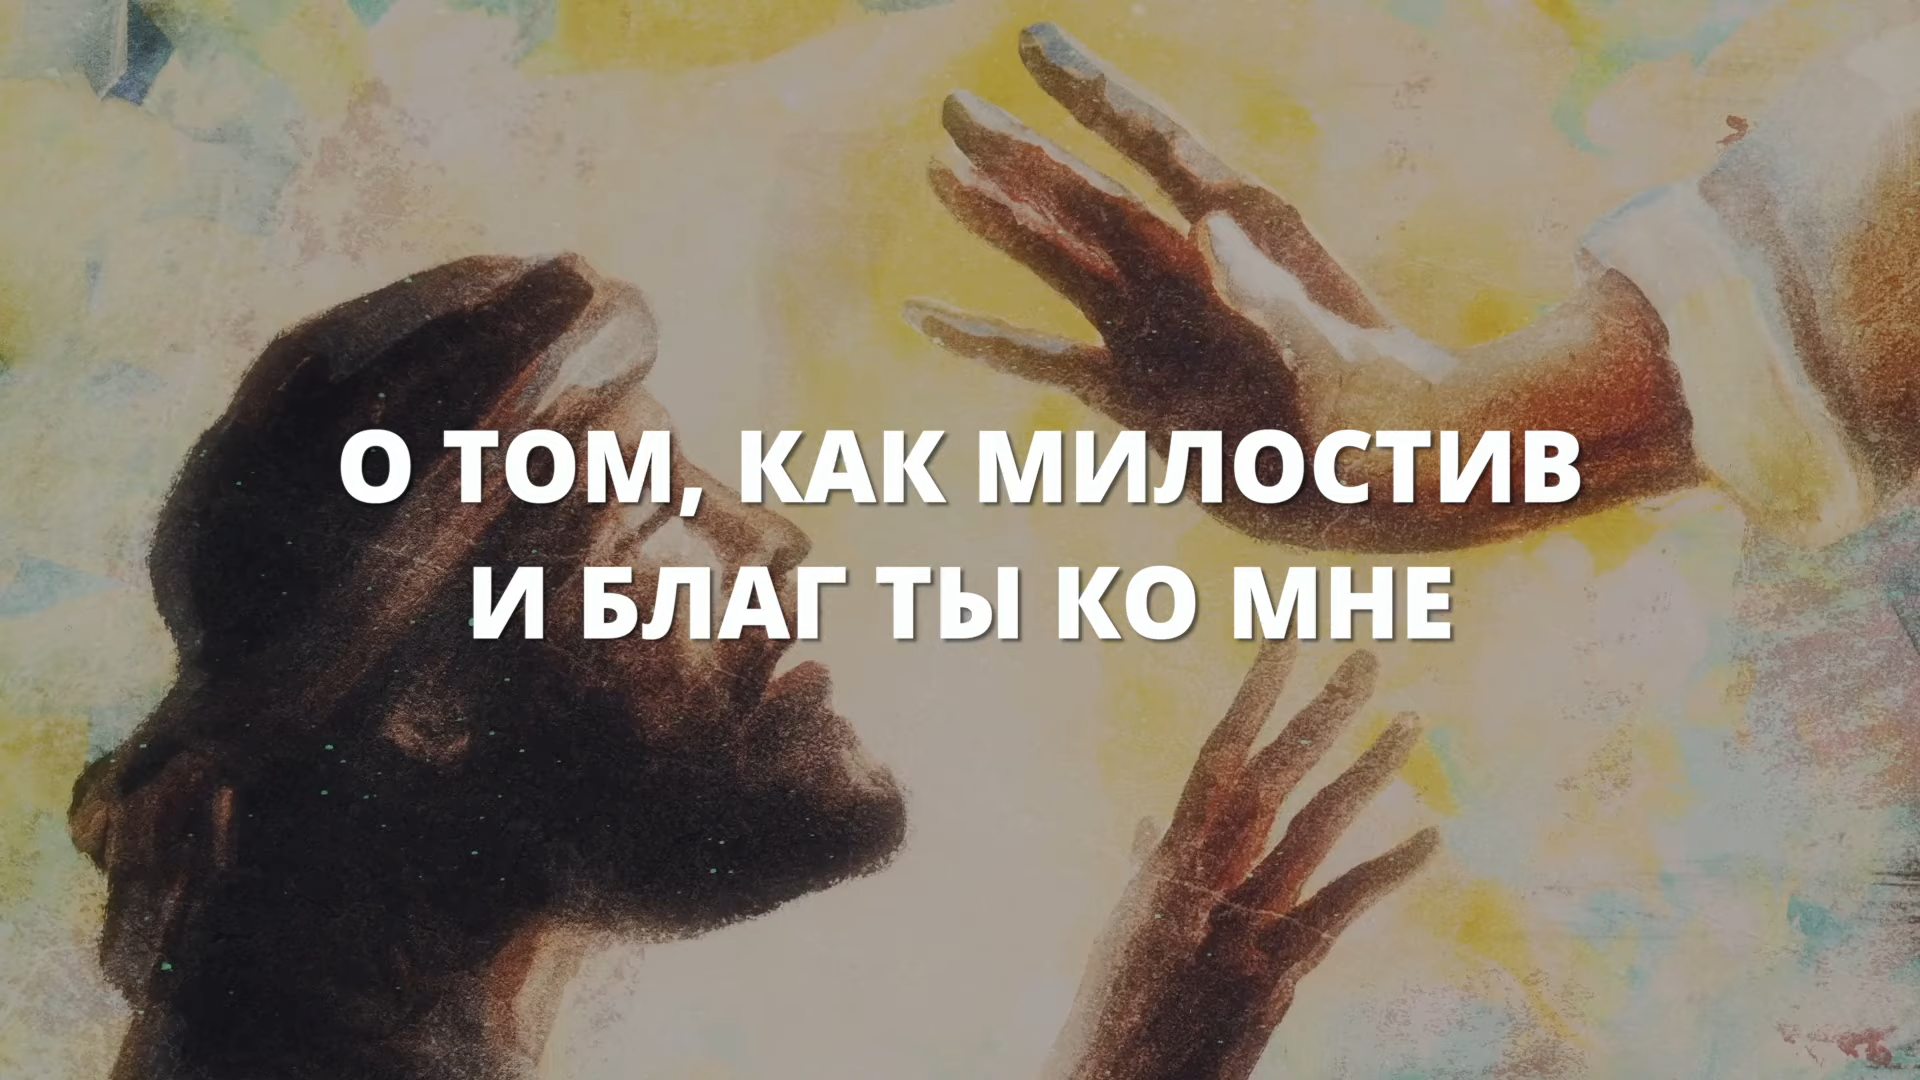 О ТОМ, КАК МИЛОСТИВ
И БЛАГ ТЫ КО МНЕ